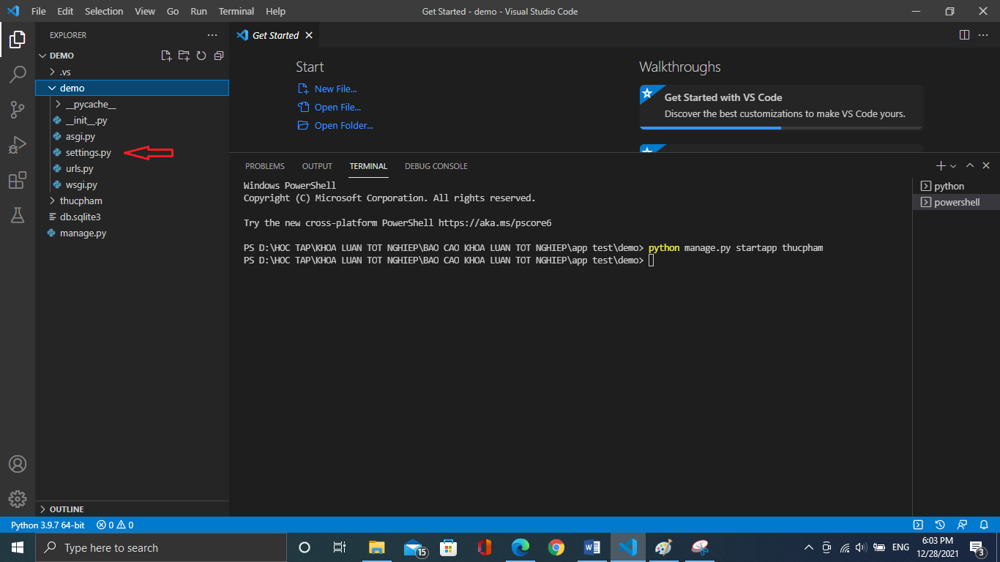 File Edit Selection View Go Run Terminal Help
Get Started - demo - Visual Studio Code
EXPLORER
DEMO
.vs
demo
__pycache__
__init__.py
asgi.py
settings.py
urls.py
wsgi.py
thucpham
db.sqlite3
manage.py
OUTLINE
Get Started
Start
New File...
Open File...
Open Folder...
Walkthroughs
Get Started with VS Code
Discover the best customizations to make VS Code yours.
PROBLEMS OUTPUT TERMINAL DEBUG CONSOLE
Windows PowerShell
Copyright (C) Microsoft Corporation. All rights reserved.
Try the new cross-platform PowerShell https://aka.ms/pscore6
PS D:\HOC TAP\KHOA LUAN TOT NGHIEP\BAO CAO KHOA LUAN TOT NGHIEP\app test\demo> python manage.py startapp thucpham
PS D:\HOC TAP\KHOA LUAN TOT NGHIEP\BAO CAO KHOA LUAN TOT NGHIEP\app test\demo>
python
powershell
Python 3.9.7 64-bit 0 0
Type here to search
15
ENG
6:03 PM
12/28/2021
3